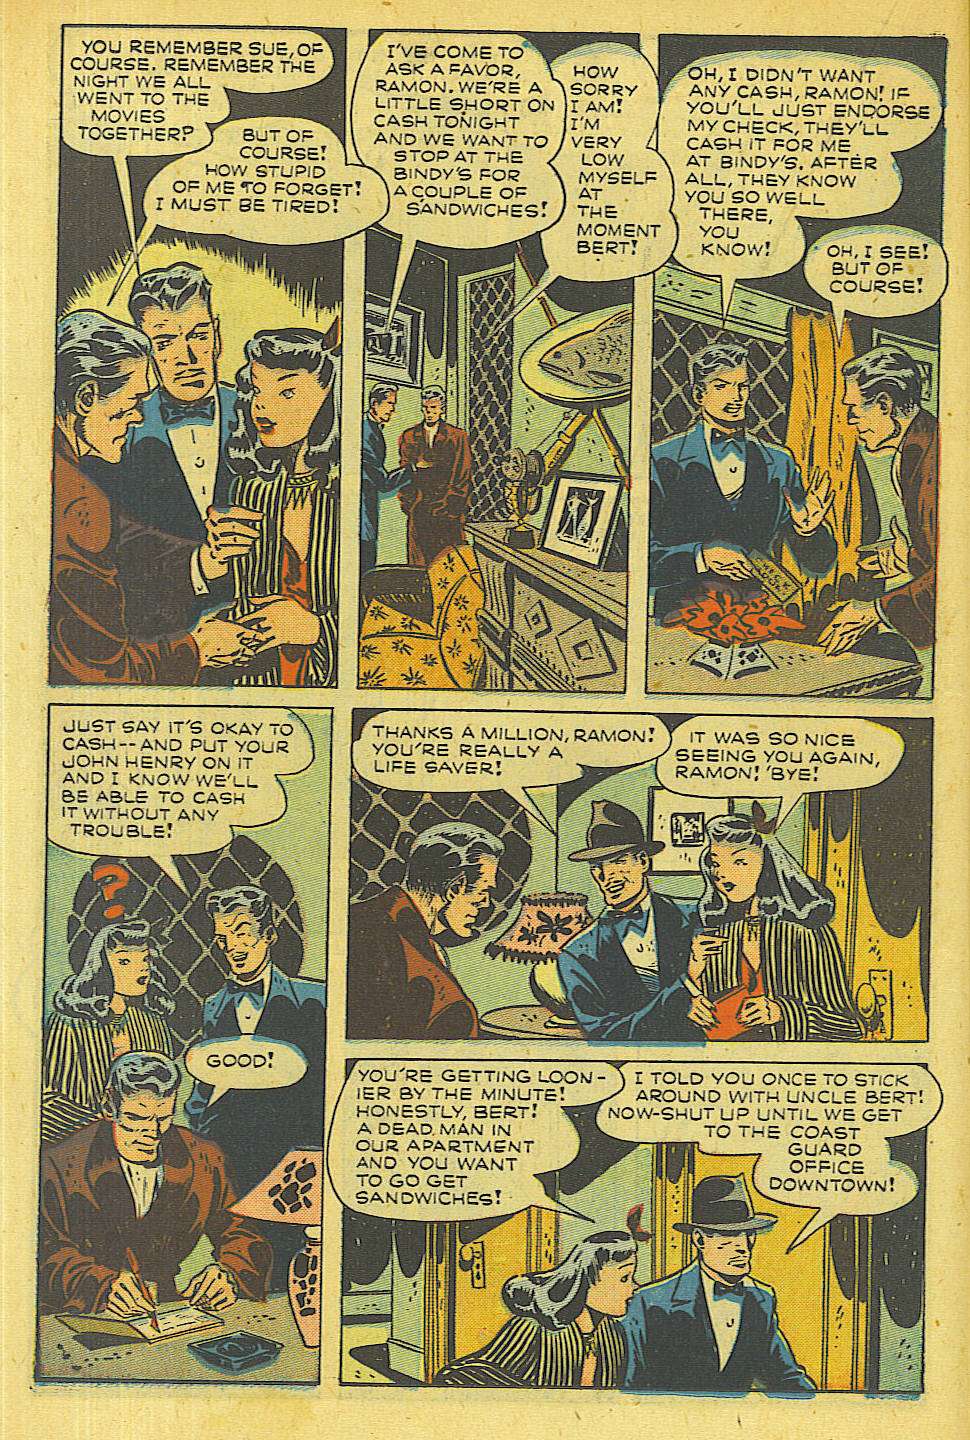 YOU REMEMBER SUE, OF
COURSE. REMEMBER THE
NIGHT WE ALL
WENT TO THE
MOVIES
TOGETHER?
BUT OF
COURSE!
HOW STUPID
OF ME TO FORGET!
I MUST BE TIRED!
I'VE COME TO
ASK A FAVOR,
RAMON. WE'RE A
LITTLE SHORT ON
CASH TONIGHT
AND WE WANT TO
STOP AT THE
BINDY'S FOR
A COUPLE OF
SANDWICHES!
HOW
SORRY
I AM!
I'M
VERY
LOW
MYSELF
AT
THE
MOMENT
BERT!
OH, I DIDN'T WANT
ANY CASH, RAMON! IF
YOU'LL JUST ENDORSE
MY CHECK, THEY'LL
CASH IT FOR ME
AT BINDY'S. AFTER
ALL, THEY KNOW
YOU SO WELL
THERE,
YOU
KNOW!
OH, I SEE!
BUT OF
COURSE!
JUST SAY IT'S OKAY TO
CASH-- AND PUT YOUR
JOHN HENRY ON IT
AND I KNOW WE'LL
BE ABLE TO CASH
IT WITHOUT ANY
TROUBLE!
?
GOOD!
THANKS A MILLION, RAMON!
YOU'RE REALLY A
LIFE SAVER!
IT WAS SO NICE
SEEING YOU AGAIN,
RAMON! 'BYE!
YOU'RE GETTING LOON-
IER BY THE MINUTE!
HONESTLY, BERT!
A DEAD MAN IN
OUR APARTMENT
AND YOU WANT
TO GO GET
SANDWICHES!
I TOLD YOU ONCE TO STICK
AROUND WITH UNCLE BERT!
NOW-SHUT UP UNTIL WE GET
TO THE COAST
GUARD
OFFICE
DOWNTOWN!